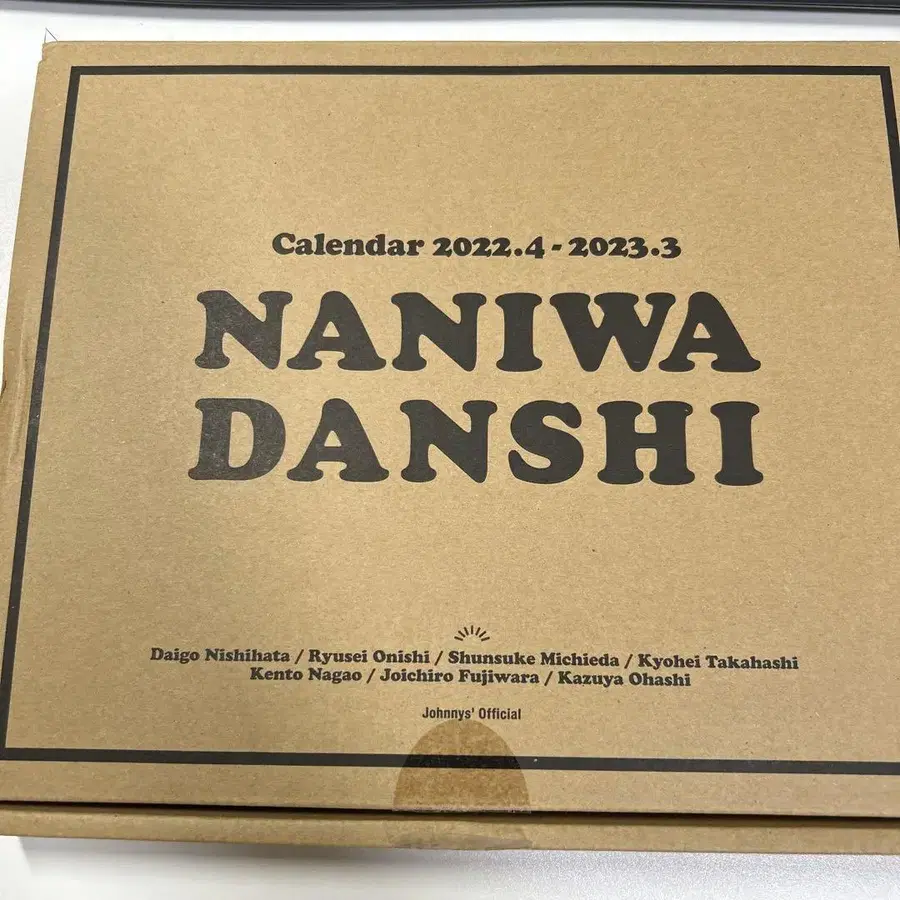 Calendar 2022.4 - 2023.3
NANIWA
DANSHI
Daigo Nishihata / Ryusei Onishi / Shunsuke Michieda / Kyohei Takahashi
Kento Nagao / Joichiro Fujiwara / Kazuya Ohashi
Johnnys' Official